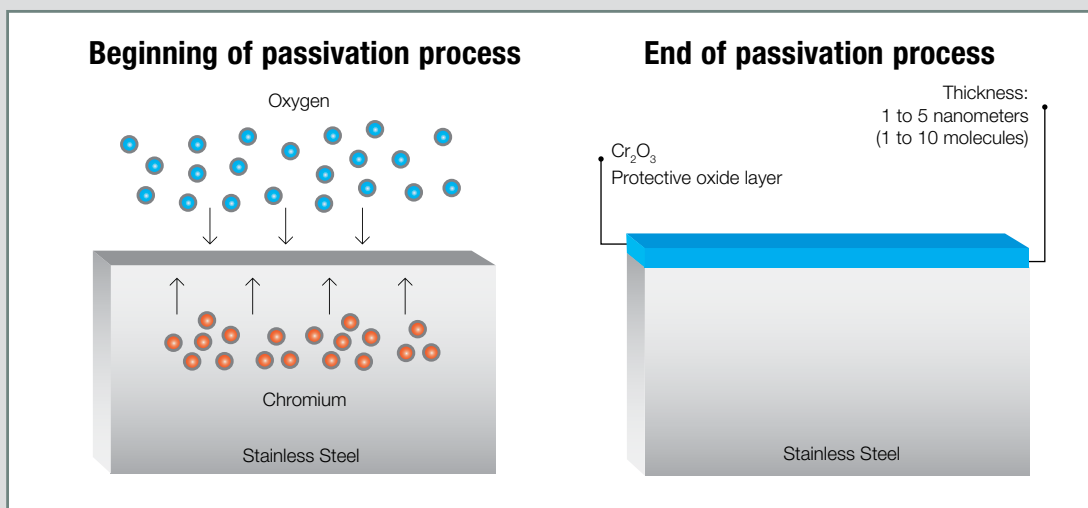 Beginning of passivation process
Oxygen
Chromium
Stainless Steel
End of passivation process
Thickness:
1 to 5 nanometers
(1 to 10 molecules)
Cr₂O₃
Protective oxide layer
Stainless Steel